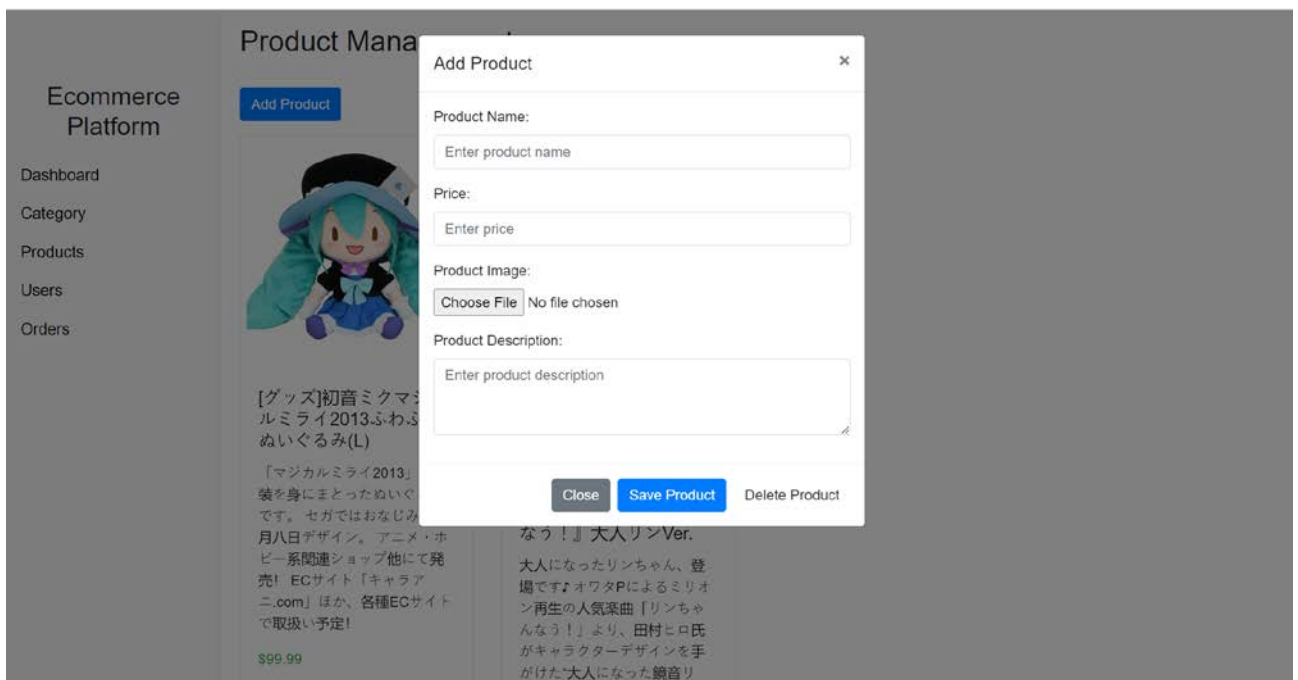 Product Mana
Add Product
×
Ecommerce
Platform
Add Product
Product Name:
Enter product name
Dashboard
Category
Products
Users
Orders
Price:
Enter price
Product Image:
Choose File No file chosen
Product Description:
Enter product description
[グッズ]初音ミクマジ
ルミライ2013ふわふ
ぬいぐるみ(L)
「マジカルミライ2013」
装を身にまとったぬいぐ
です。 セガではおなじみ
月八日デザイン。 アニメ・ホ
ビー系関連ショップ他にて発
売! ECサイト「キャラア
ニ.com」ほか、各種ECサイト
で取扱い予定!
$99.99
Close
Save Product
Delete Product
なう!』大人リンVer.
大人になったリンちゃん、登
場です♪オワタPによるミリオ
ン再生の人気楽曲「リンちゃ
んなう!」より、田村ヒロ氏
がキャラクターデザインを手
がけた"大人になった鏡音リ